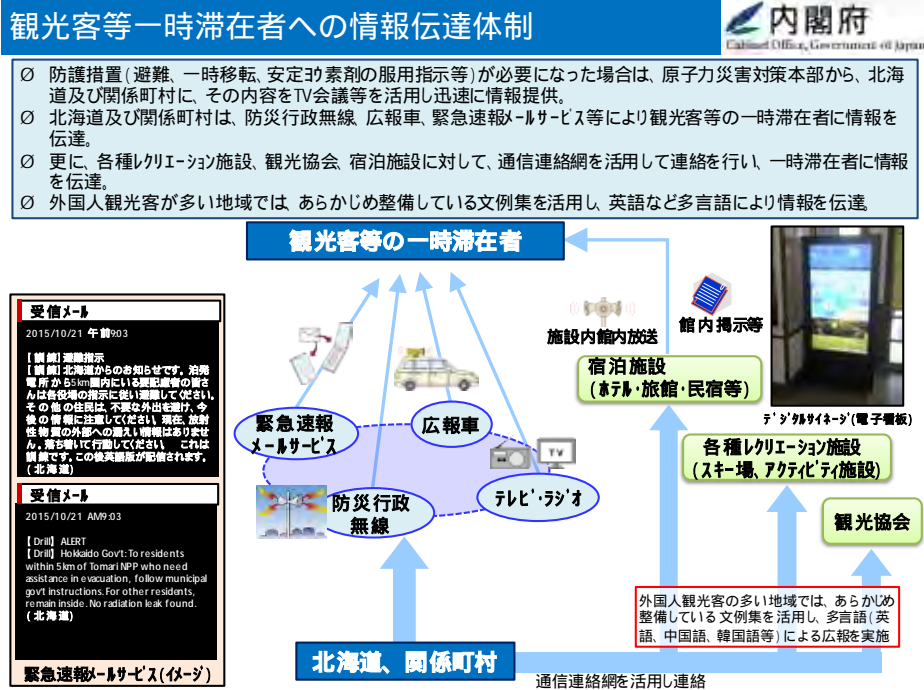 観光客等一時滞在者への情報伝達体制
内閣府
Cabinet Office, Government of Japan
Ø 防護措置(避難、一時移転、安定ヨウ素剤の服用指示等)が必要になった場合は、原子力災害対策本部から、北海
道及び関係町村に、その内容をTV会議等を活用し迅速に情報提供。
Ø 北海道及び関係町村は、防災行政無線、広報車、緊急速報メールサービス等により観光客等の一時滞在者に情報を
伝達。
Ø 更に、各種レクリエーション施設、観光協会、宿泊施設に対して、通信連絡網を活用して連絡を行い、一時滞在者に情報
を伝達。
Ø 外国人観光客が多い地域では、あらかじめ整備している文例集を活用し、英語など多言語により情報を伝達。
観光客等の一時滞在者
受信メール
2015/10/21 午前9:03
【訓練】避難指示
【訓練】北海道からのお知らせです。泊発
電所から5km圏内にいる要配慮者の皆さ
んは各役場の指示に従い避難してください。
その他の住民は、不要な外出を避け、今
後の情報に注意してください。現在、放射
性物質の外部への漏えい情報はありませ
ん。落ち着いて行動してください。 これは
訓練です。この後英語版が配信されます。
(北海道)
受信メール
2015/10/21 AM9:03
【Drill】ALERT
【Drill】Hokkaido Gov't: To residents
within 5km of Tomari NPP who need
assistance in evacuation, follow municipal
gov't instructions. For other residents,
remain inside. No radiation leak found.
(北海道)
緊急速報メールサービス(イメージ)
施設内館内放送
館内掲示等
デジタルサイネージ(電子看板)
宿泊施設
(ホテル・旅館・民宿等)
各種レクリエーション施設
(スキー場、アクティビティ施設)
観光協会
緊急速報
メールサービス
広報車
TV
防災行政
無線
テレビ・ラジオ
外国人観光客の多い地域では、あらかじめ
整備している文例集を活用し、多言語(英
語、中国語、韓国語等)による広報を実施
北海道、関係町村
通信連絡網を活用し連絡